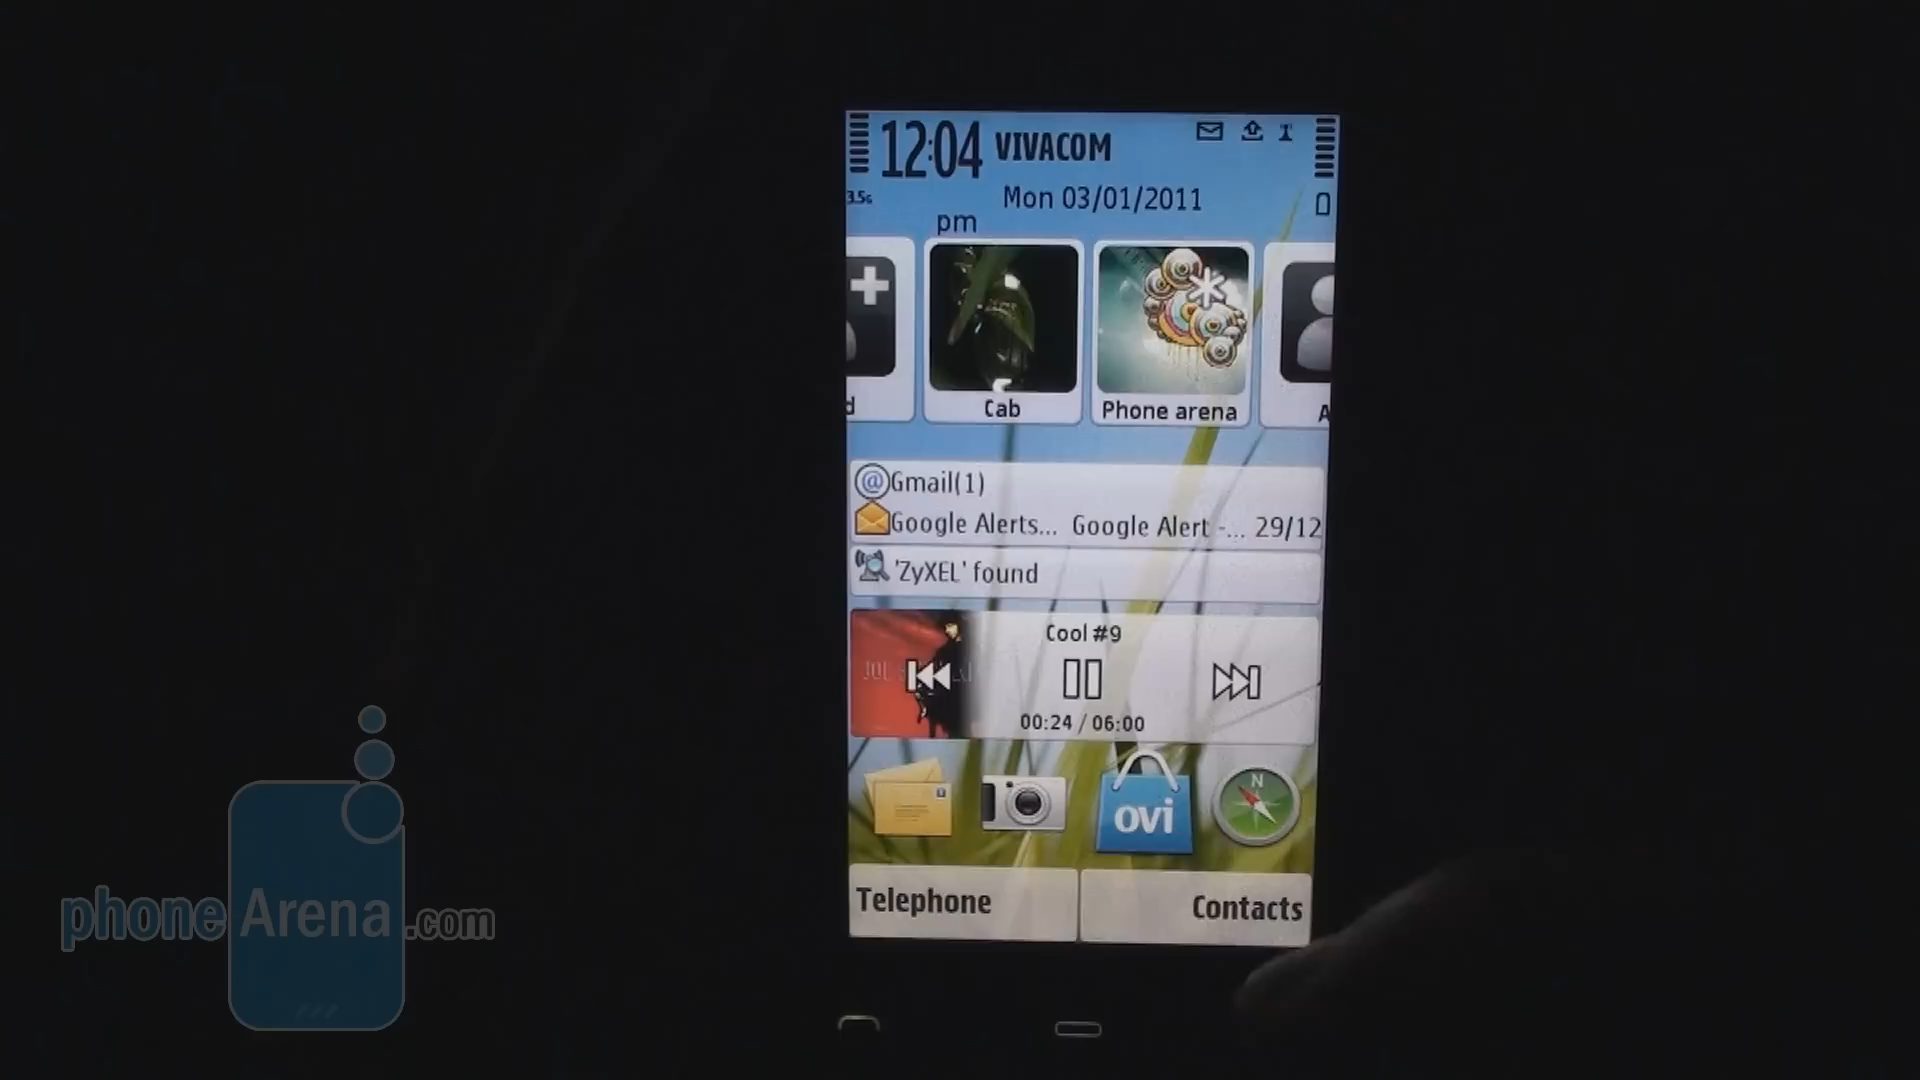 12:04 VIVACOM
3.5G
Mon 03/01/2011
pm
d
Cab
Phone arena
A
Gmail(1)
Google Alerts... Google Alert -... 29/12
'ZyXEL' found
Cool #9
00:24 / 06:00
N
ovi
Telephone
Contacts
phoneArena.com